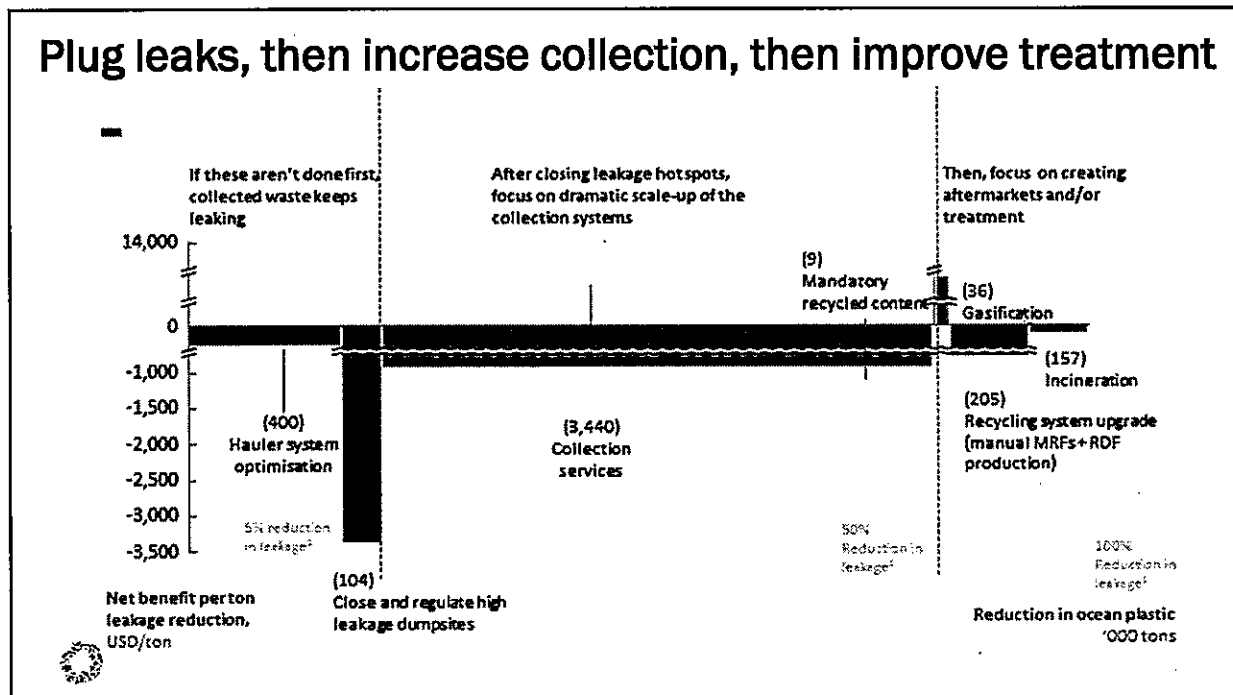 Plug leaks, then increase collection, then improve treatment
If these aren't done first,
collected waste keeps
leaking
After closing leakage hotspots,
focus on dramatic scale-up of the
collection systems
Then, focus on creating
aftermarkets and/or
treatment
14,000
0
-1,000
-1,500
-2,000
-2,500
-3,000
-3,500
(9)
Mandatory
recycled content
(36)
Gasification
(157)
Incineration
(400)
Hauler system
optimisation
(3,440)
Collection
services
(205)
Recycling system upgrade
(manual MRFs+RDF
production)
5% reduction
in leakage²
50%
Reduction in
leakage²
100%
Reduction in
leakage²
(104)
Close and regulate high
leakage dumpsites
Net benefit per ton
leakage reduction,
USD/ton
Reduction in ocean plastic
'000 tons